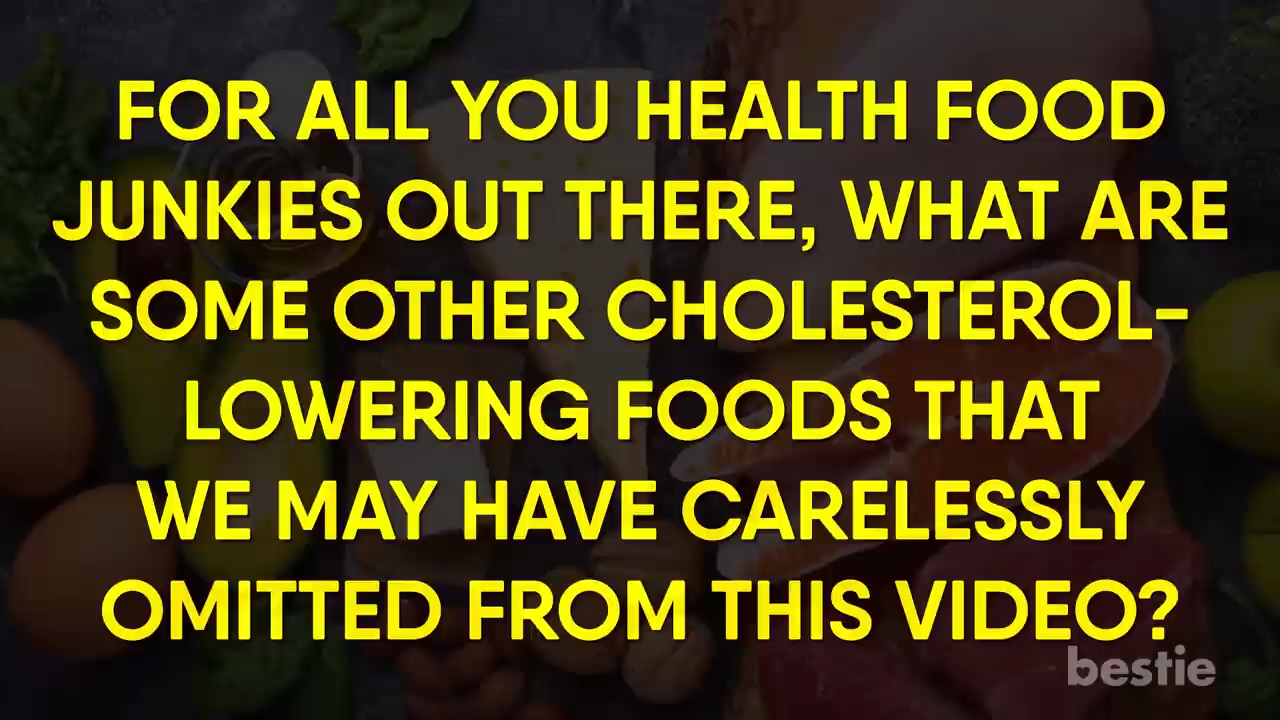 FOR ALL YOU HEALTH FOOD
JUNKIES OUT THERE, WHAT ARE
SOME OTHER CHOLESTEROL-
LOWERING FOODS THAT
WE MAY HAVE CARELESSLY
OMITTED FROM THIS VIDEO?
bestie